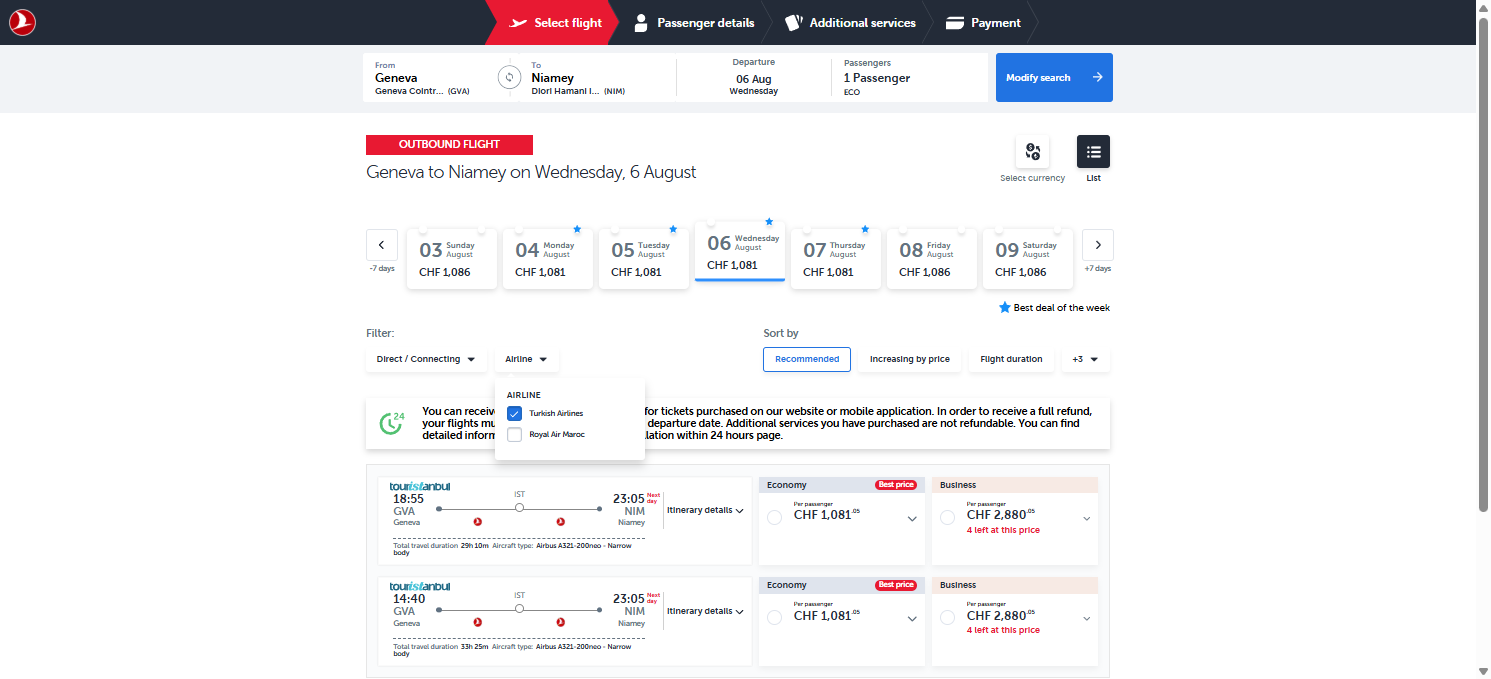 Select flight
Passenger details
Additional services
Payment
From
Geneva
Geneva Cointr... (GVA)
To
Niamey
Diori Hamani I... (NIM)
Departure
06 Aug
Wednesday
Passengers
1 Passenger
ECO
Modify search
OUTBOUND FLIGHT
Geneva to Niamey on Wednesday, 6 August
Select currency
List
-7 days
03 Sunday August
CHF 1,086
04 Monday August
CHF 1,081
05 Tuesday August
CHF 1,081
06 Wednesday August
CHF 1,081
07 Thursday August
CHF 1,081
08 Friday August
CHF 1,086
09 Saturday August
CHF 1,086
+7 days
Best deal of the week
Filter:
Sort by
Direct / Connecting
Airline
Recommended
Increasing by price
Flight duration
+3
AIRLINE
Turkish Airlines
Royal Air Maroc
24
You can receive for tickets purchased on our website or mobile application. In order to receive a full refund,
your flights departure date. Additional services you have purchased are not refundable. You can find
detailed within 24 hours page.
touristanbul
18:55
GVA
Geneva
IST
23:05 Next day
NIM
Niamey
Itinerary details
Total travel duration 29h 10m Aircraft type: Airbus A321-200neo - Narrow
body
Economy
Best price
Per passenger
CHF 1,081.05
Business
Per passenger
CHF 2,880.05
4 left at this price
touristanbul
14:40
GVA
Geneva
IST
23:05 Next day
NIM
Niamey
Itinerary details
Total travel duration 33h 25m Aircraft type: Airbus A321-200neo - Narrow
body
Economy
Best price
Per passenger
CHF 1,081.05
Business
Per passenger
CHF 2,880.05
4 left at this price